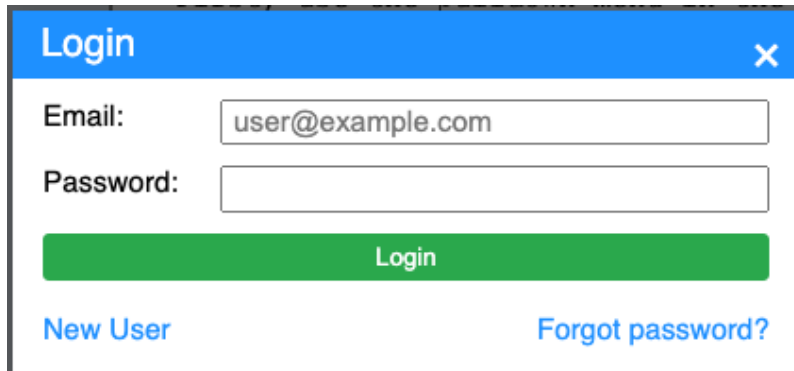 Login ×
Email: user@example.com
Password:
Login
New User Forgot password?